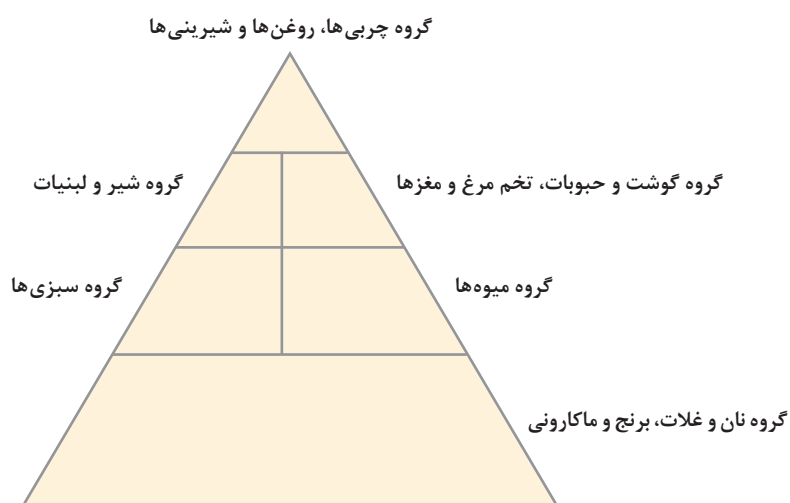 گروه چربی‌ها، روغن‌ها و شیرینی‌ها
گروه گوشت و حبوبات، تخم مرغ و مغزها
گروه شیر و لبنیات
گروه میوه‌ها
گروه سبزی‌ها
گروه نان و غلات، برنج و ماکارونی